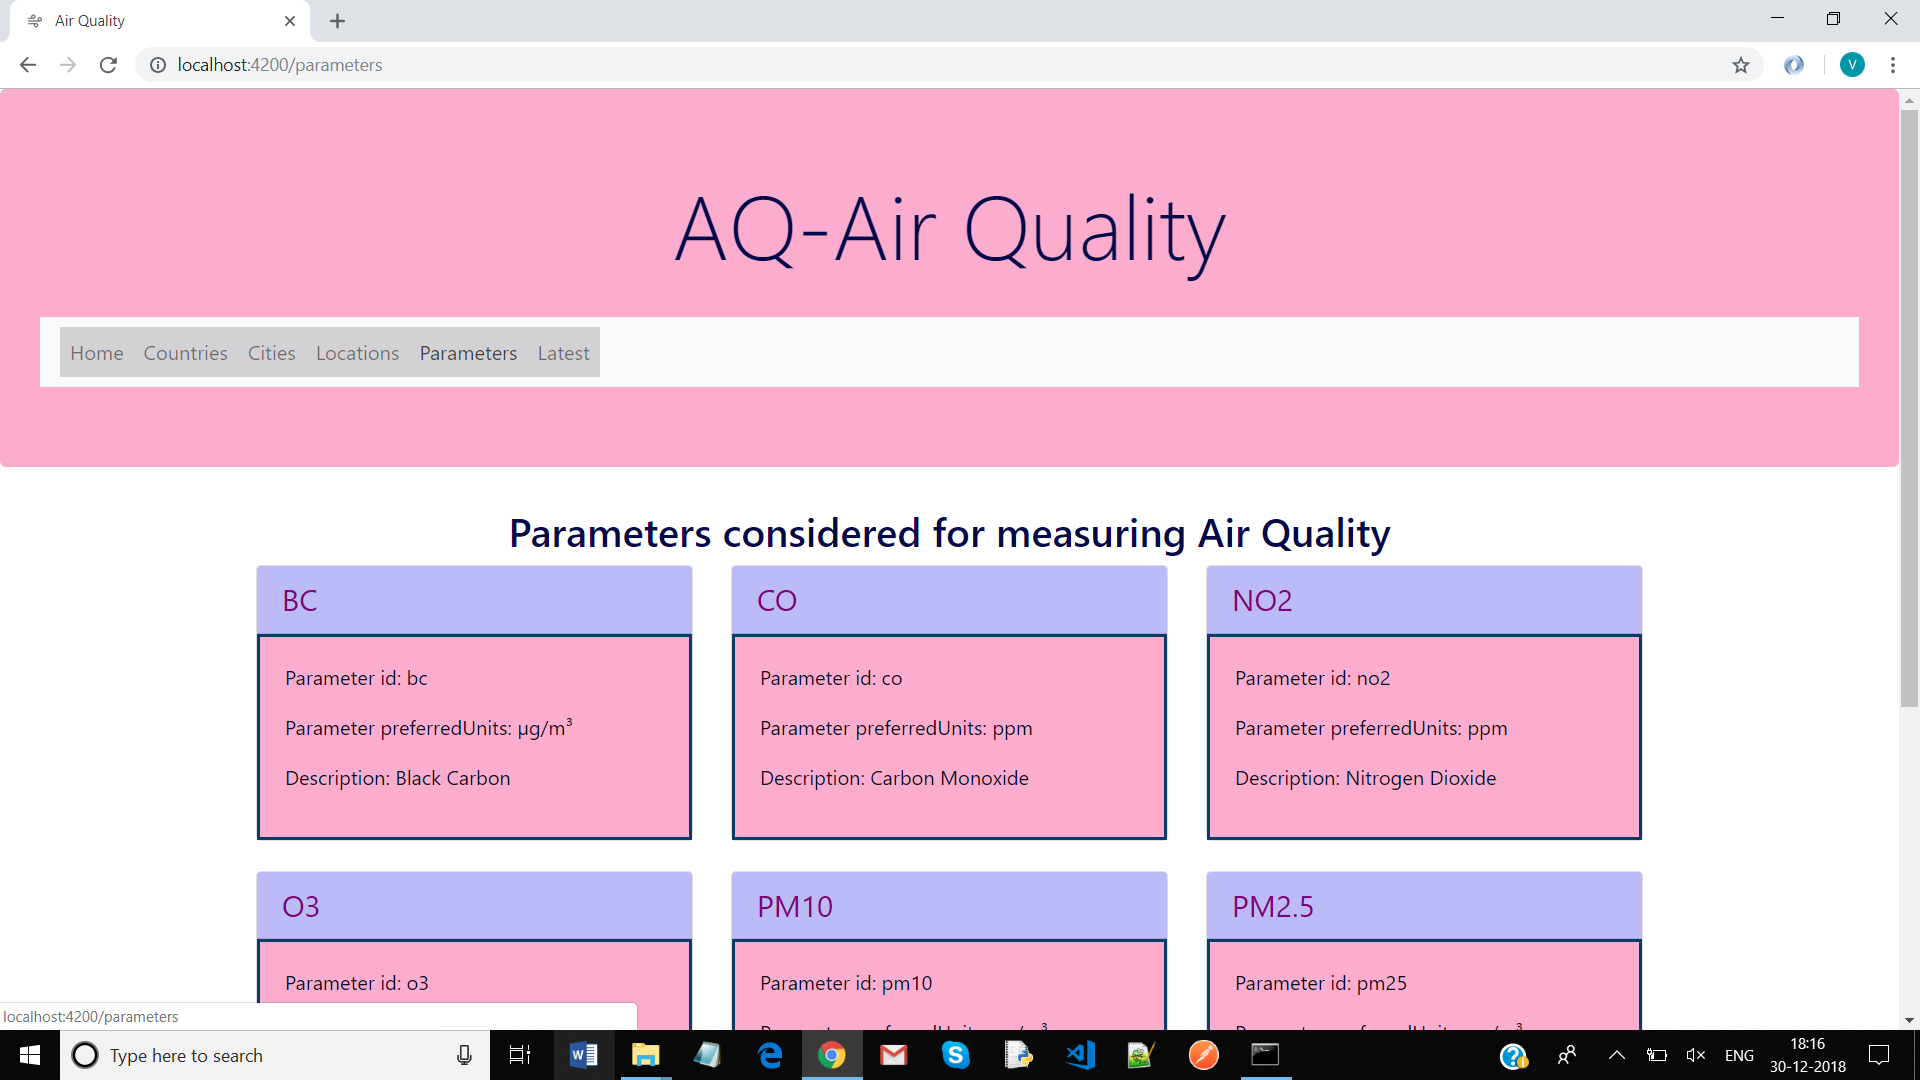 Air Quality
localhost:4200/parameters
V
AQ-Air Quality
Home Countries Cities Locations Parameters Latest
Parameters considered for measuring Air Quality
BC
Parameter id: bc
Parameter preferredUnits: µg/m³
Description: Black Carbon
CO
Parameter id: co
Parameter preferredUnits: ppm
Description: Carbon Monoxide
NO2
Parameter id: no2
Parameter preferredUnits: ppm
Description: Nitrogen Dioxide
O3
Parameter id: o3
PM10
Parameter id: pm10
PM2.5
Parameter id: pm25
localhost:4200/parameters
Type here to search
ENG
18:16
30-12-2018